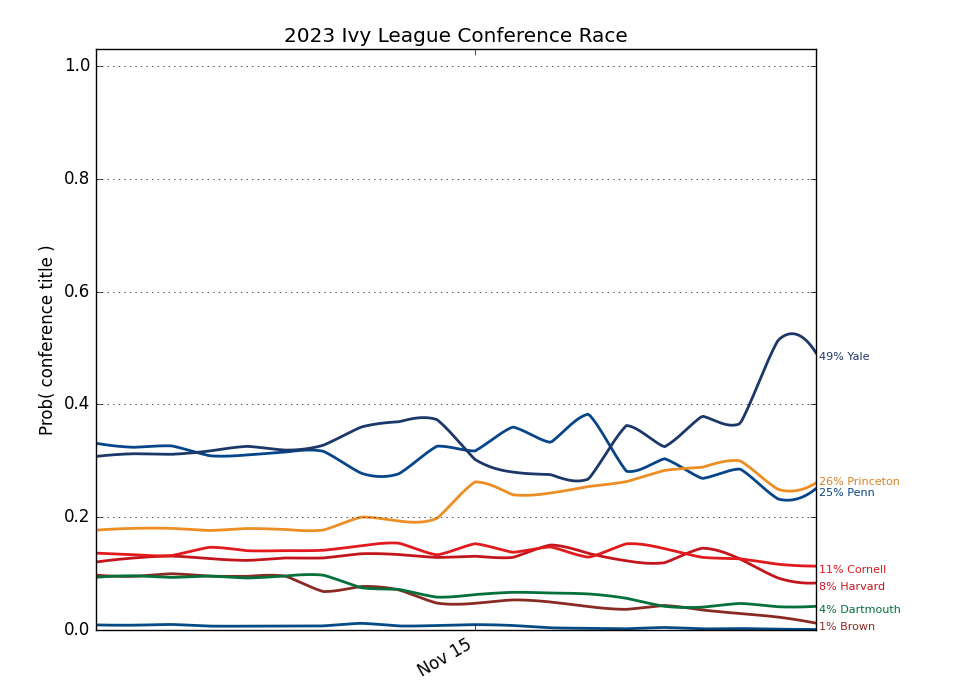 2023 Ivy League Conference Race
Prob( conference title )
1.0
0.8
0.6
0.4
0.2
0.0
Nov 15
49% Yale
26% Princeton
25% Penn
11% Cornell
8% Harvard
4% Dartmouth
1% Brown